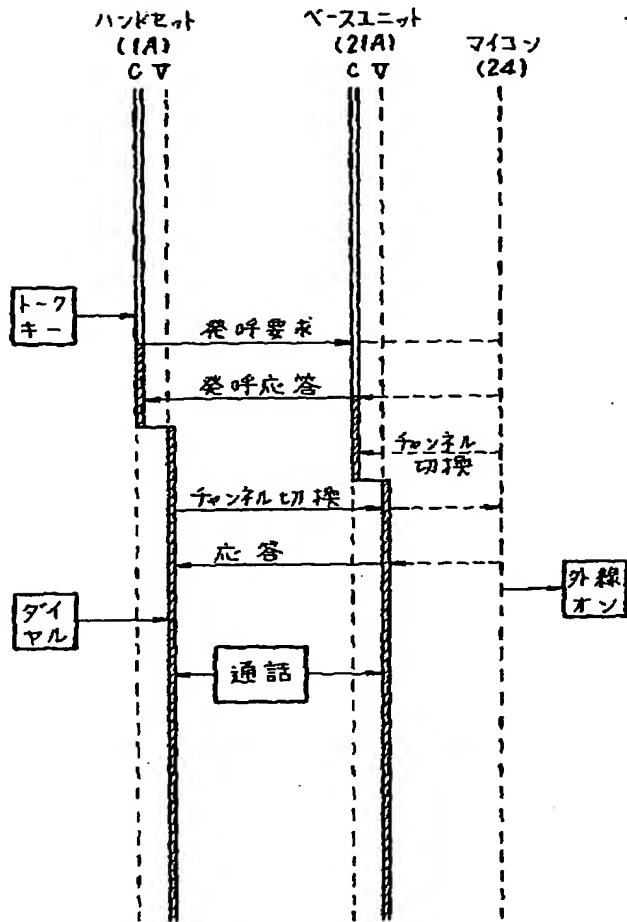 ハンドセット
(1A)
C V
ベースユニット
(21A)
C V
マイコン
(24)
トーク
キー
発呼要求
発呼応答
チャンネル
切換
チャンネル切換
応答
外線
オン
ダイ
ヤル
通話